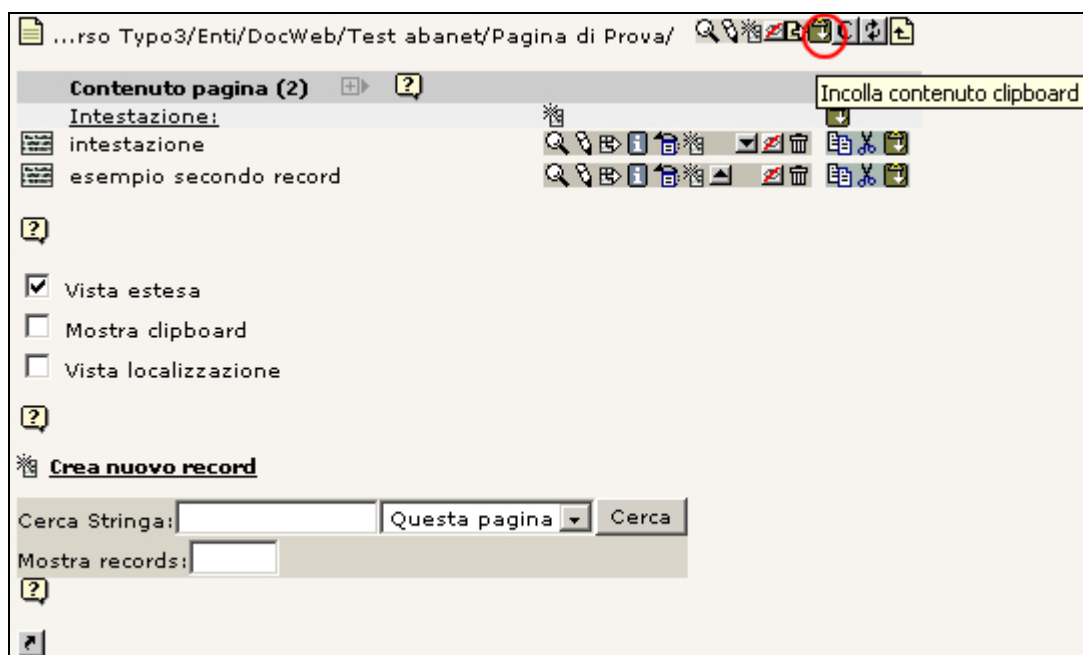 ...rso Typo3/Enti/DocWeb/Test abanet/Pagina di Prova/
Incolla contenuto clipboard
Contenuto pagina (2)
Intestazione:
intestazione
esempio secondo record
Vista estesa
Mostra clipboard
Vista localizzazione
Crea nuovo record
Cerca Stringa: Questa pagina Cerca
Mostra records: